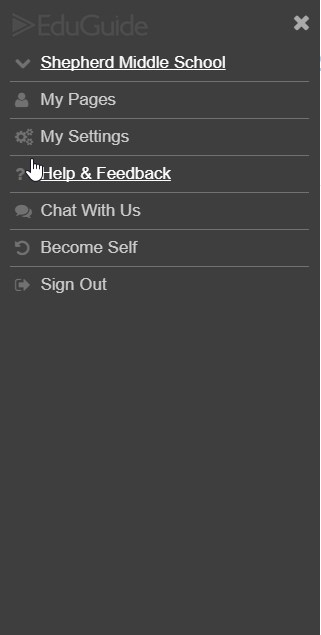 EduGuide
Shepherd Middle School
My Pages
My Settings
Help & Feedback
Chat With Us
Become Self
Sign Out